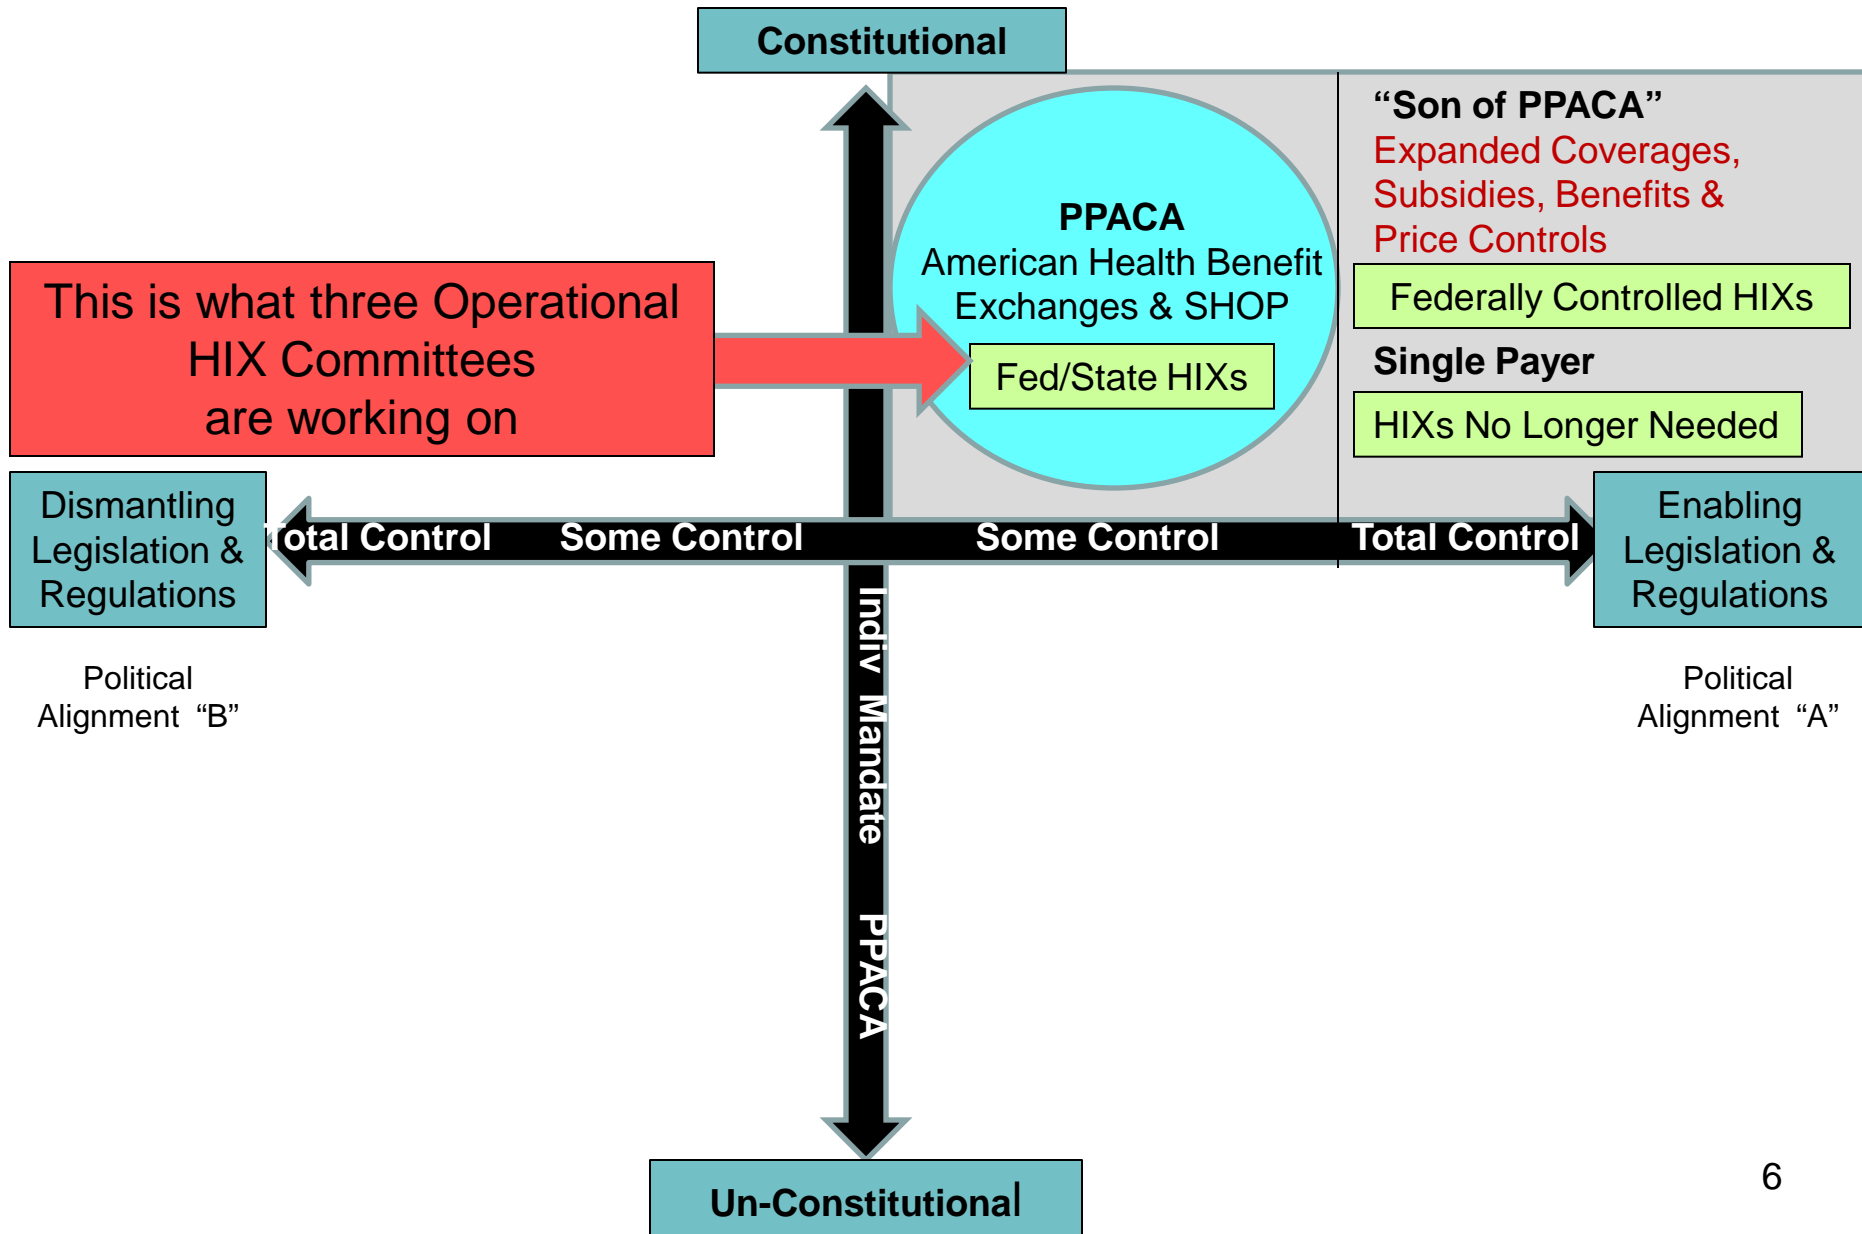 Constitutional
“Son of PPACA”
Expanded Coverages,
Subsidies, Benefits &
Price Controls
Federally Controlled HIXs
Single Payer
HIXs No Longer Needed
PPACA
American Health Benefit
Exchanges & SHOP
Fed/State HIXs
This is what three Operational
HIX Committees
are working on
Dismantling
Legislation &
Regulations
Total Control
Some Control
Some Control
Total Control
Enabling
Legislation &
Regulations
Political
Alignment “B”
Political
Alignment “A”
Indiv Mandate PPACA
Un-Constitutional
6